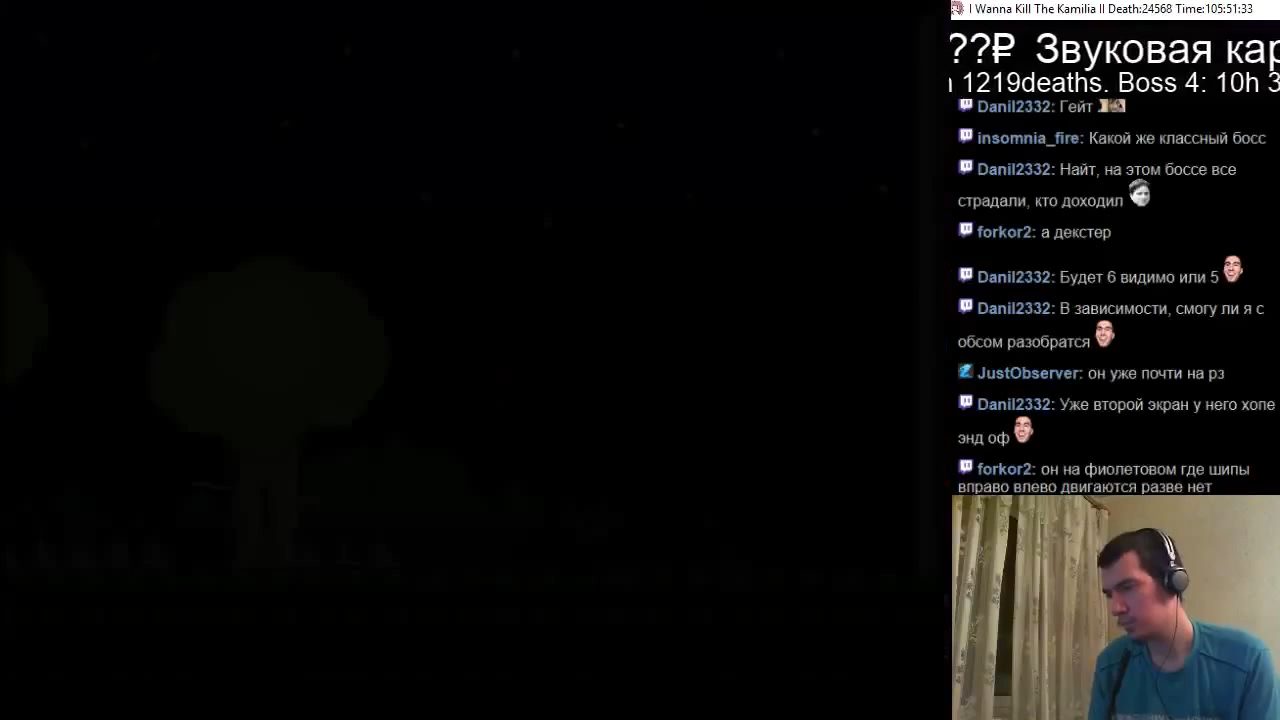 I Wanna Kill The Kamilia II Death:24568 Time:105:51:33
??₽ Звуковая кар
1219deaths. Boss 4: 10h 3
Danil2332: Гейт
insomnia_fire: Какой же классный босс
Danil2332: Найт, на этом боссе все
страдали, кто доходил
forkor2: а декстер
Danil2332: Будет 6 видимо или 5
Danil2332: В зависимости, смогу ли я с
обсом разобратся
JustObserver: он уже почти на рз
Danil2332: Уже второй экран у него хопе
энд оф
forkor2: он на фиолетовом где шипы
вправо влево двигаются разве нет